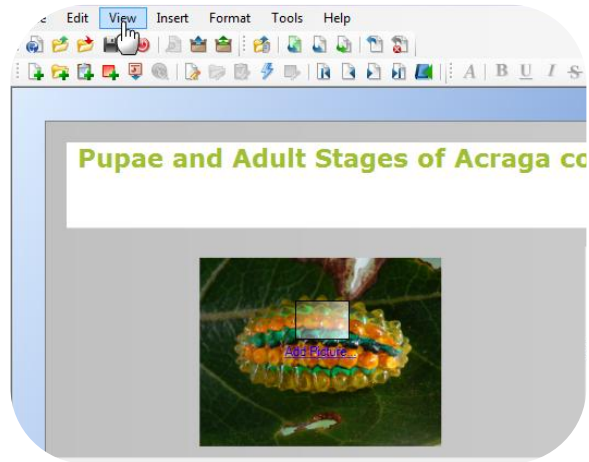 Edit View Insert Format Tools Help
A B U I S
Pupae and Adult Stages of Acraga co
Add Picture...